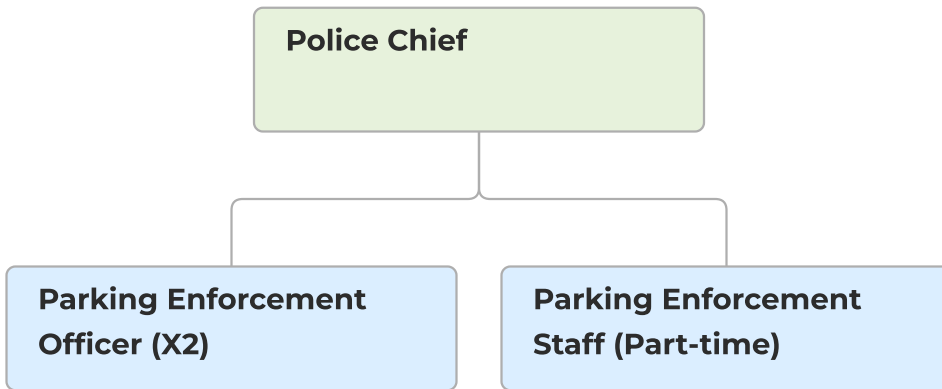 Police Chief
Parking Enforcement
Officer (X2)
Parking Enforcement
Staff (Part-time)